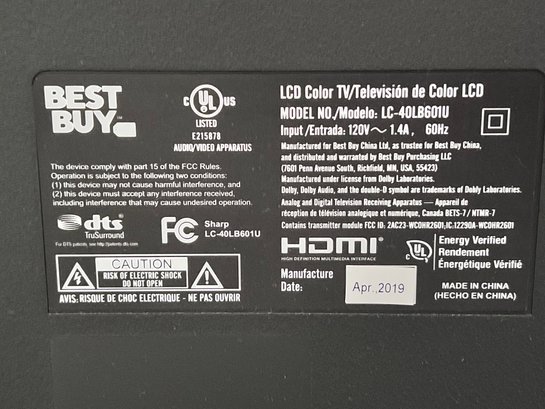 BEST
BUY
C UL US
LISTED
E215878
AUDIO/VIDEO APPARATUS
The device comply with part 15 of the FCC Rules.
Operation is subject to the following two conditions:
(1) this device may not cause harmful interference, and
(2) this device must accept any interference received,
including interference that may cause undesired operation.
dts
TruSurround
For DTS patents, see http://patents.dts.com.
FC
Sharp
LC-40LB601U
CAUTION
RISK OF ELECTRIC SHOCK
DO NOT OPEN
AVIS: RISQUE DE CHOC ELECTRIQUE - NE PAS OUVRIR
LCD Color TV/Televisión de Color LCD
MODEL NO./Modelo: LC-40LB601U
Input/Entrada: 120V~ 1.4A, 60Hz
Manufactured for Best Buy China Ltd, as trustee for Best Buy China,
and distributed and warranted by Best Buy Purchasing LLC
(7601 Penn Avenue South, Richfield, MN, USA, 55423)
Manufactured under license from Dolby Laboratories.
Dolby, Dolby Audio, and the double-D symbol are trademarks of Dolby Laboratories.
Analog and Digital Television Receiving Apparatus — Appareil de
réception de télévision analogique et numérique, Canada BETS-7 / NTMR-7
Contains transmitter module FCC ID: 2AC23-WC0HR2601,IC:12290A-WC0HR2601
HDMI
HIGH DEFINITION MULTIMEDIA INTERFACE
C UL
Energy Verified
Rendement
Énergétique Vérifié
Manufacture
Date:
Apr.,2019
MADE IN CHINA
(HECHO EN CHINA)